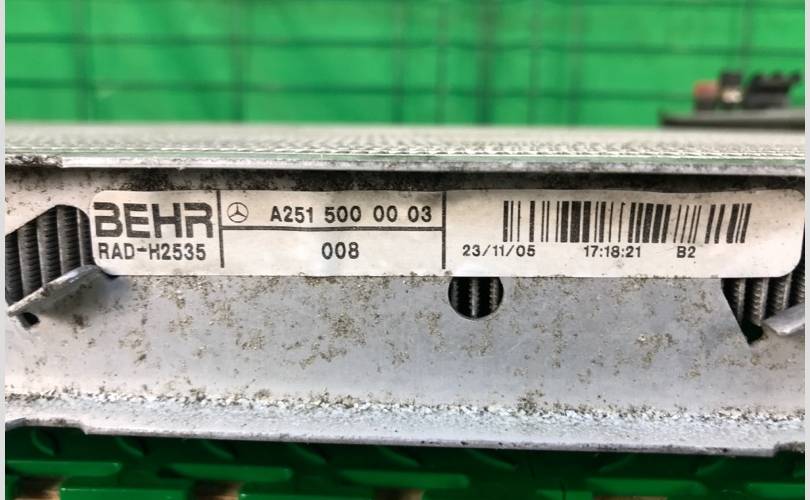 BEHR
RAD-H2535
A251 500 00 03
008
23/11/05 17:18:21 B2